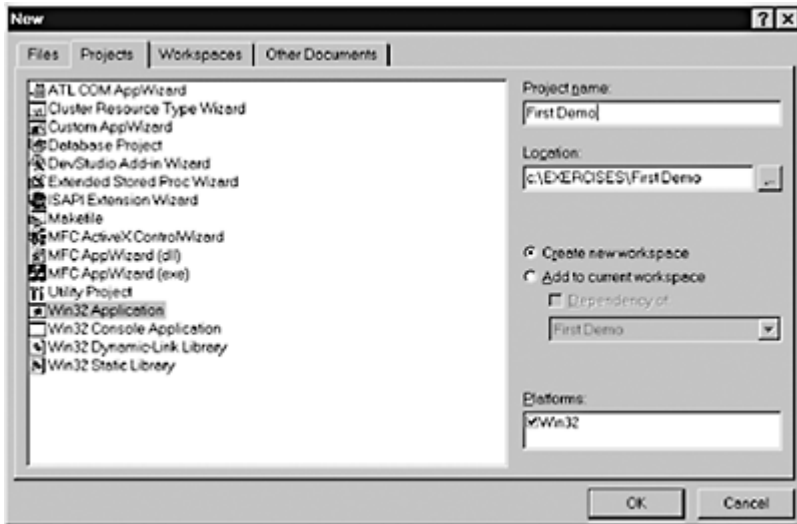 New
Files Projects Workspaces Other Documents
ATL COM AppWizard
Cluster Resource Type Wizard
Custom AppWizard
Database Project
DevStudio Add-in Wizard
Extended Stored Proc Wizard
ISAPI Extension Wizard
Makefile
MFC ActiveX ControlWizard
MFC AppWizard (dll)
MFC AppWizard (exe)
Utility Project
Win32 Application
Win32 Console Application
Win32 Dynamic-Link Library
Win32 Static Library
Project name:
First Demo
Location:
c:\EXERCISES\First Demo
...
Create new workspace
Add to current workspace
Dependency of
First Demo
Platforms:
Win32
OK Cancel